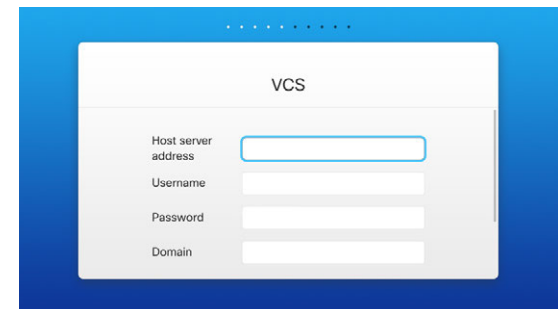 VCS
Host server
address
Username
Password
Domain